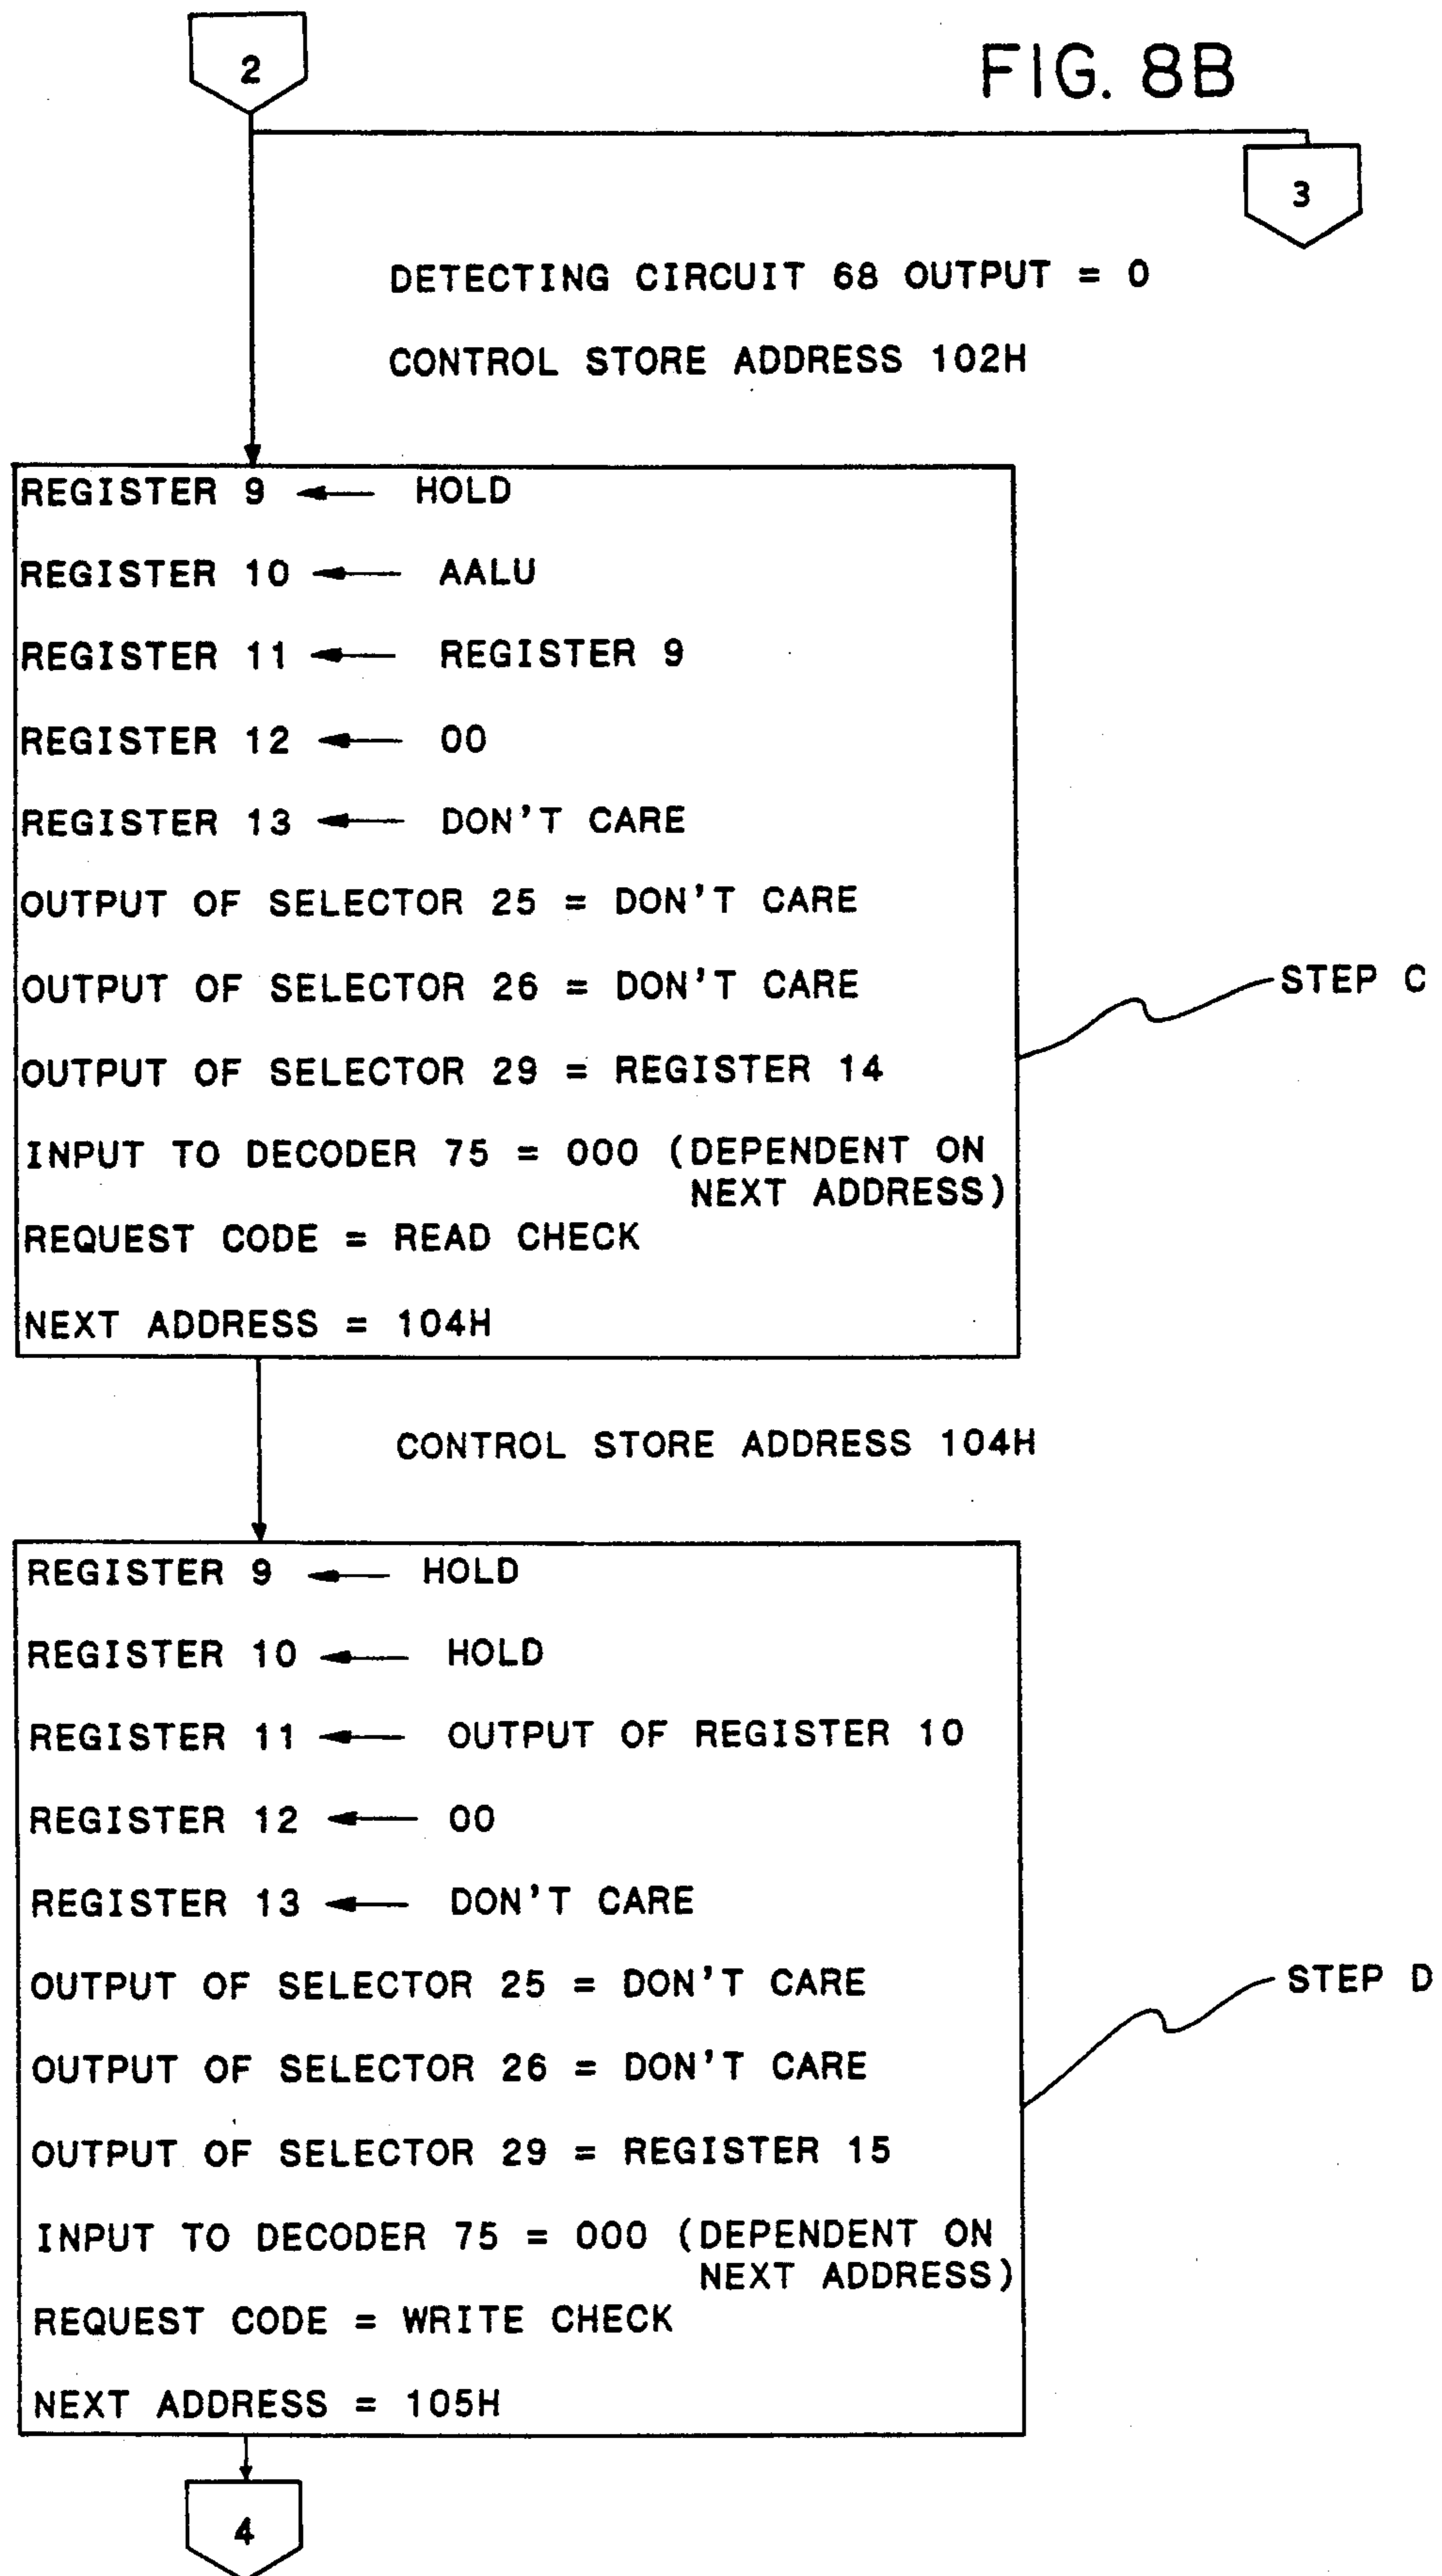 2
FIG. 8B
3
DETECTING CIRCUIT 68 OUTPUT = 0
CONTROL STORE ADDRESS 102H
REGISTER 9 ← HOLD
REGISTER 10 ← AALU
REGISTER 11 ← REGISTER 9
REGISTER 12 ← 00
REGISTER 13 ← DON'T CARE
OUTPUT OF SELECTOR 25 = DON'T CARE
OUTPUT OF SELECTOR 26 = DON'T CARE
STEP C
OUTPUT OF SELECTOR 29 = REGISTER 14
INPUT TO DECODER 75 = 000 (DEPENDENT ON
NEXT ADDRESS)
REQUEST CODE = READ CHECK
NEXT ADDRESS = 104H
CONTROL STORE ADDRESS 104H
REGISTER 9 ← HOLD
REGISTER 10 ← HOLD
REGISTER 11 ← OUTPUT OF REGISTER 10
REGISTER 12 ← 00
REGISTER 13 ← DON'T CARE
OUTPUT OF SELECTOR 25 = DON'T CARE
STEP D
OUTPUT OF SELECTOR 26 = DON'T CARE
OUTPUT OF SELECTOR 29 = REGISTER 15
INPUT TO DECODER 75 = 000 (DEPENDENT ON
NEXT ADDRESS)
REQUEST CODE = WRITE CHECK
NEXT ADDRESS = 105H
4